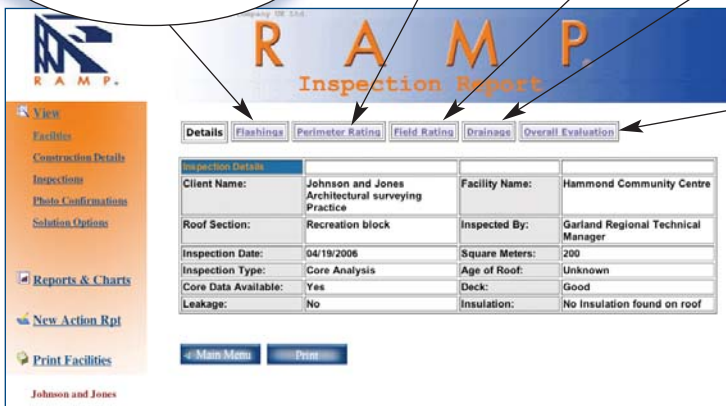 Company UK Ltd
R A M P.
Inspection Report
R A M P.
View
Facilities
Construction Details
Inspections
Photo Confirmations
Solution Options
Reports & Charts
New Action Rpt
Print Facilities
Johnson and Jones
Details Flashings Perimeter Rating Field Rating Drainage Overall Evaluation
Inspection Details
Client Name: Johnson and Jones Architectural surveying Practice Facility Name: Hammond Community Centre
Roof Section: Recreation block Inspected By: Garland Regional Technical Manager
Inspection Date: 04/19/2006 Square Meters: 200
Inspection Type: Core Analysis Age of Roof: Unknown
Core Data Available: Yes Deck: Good
Leakage: No Insulation: No Insulation found on roof
Main Menu Print